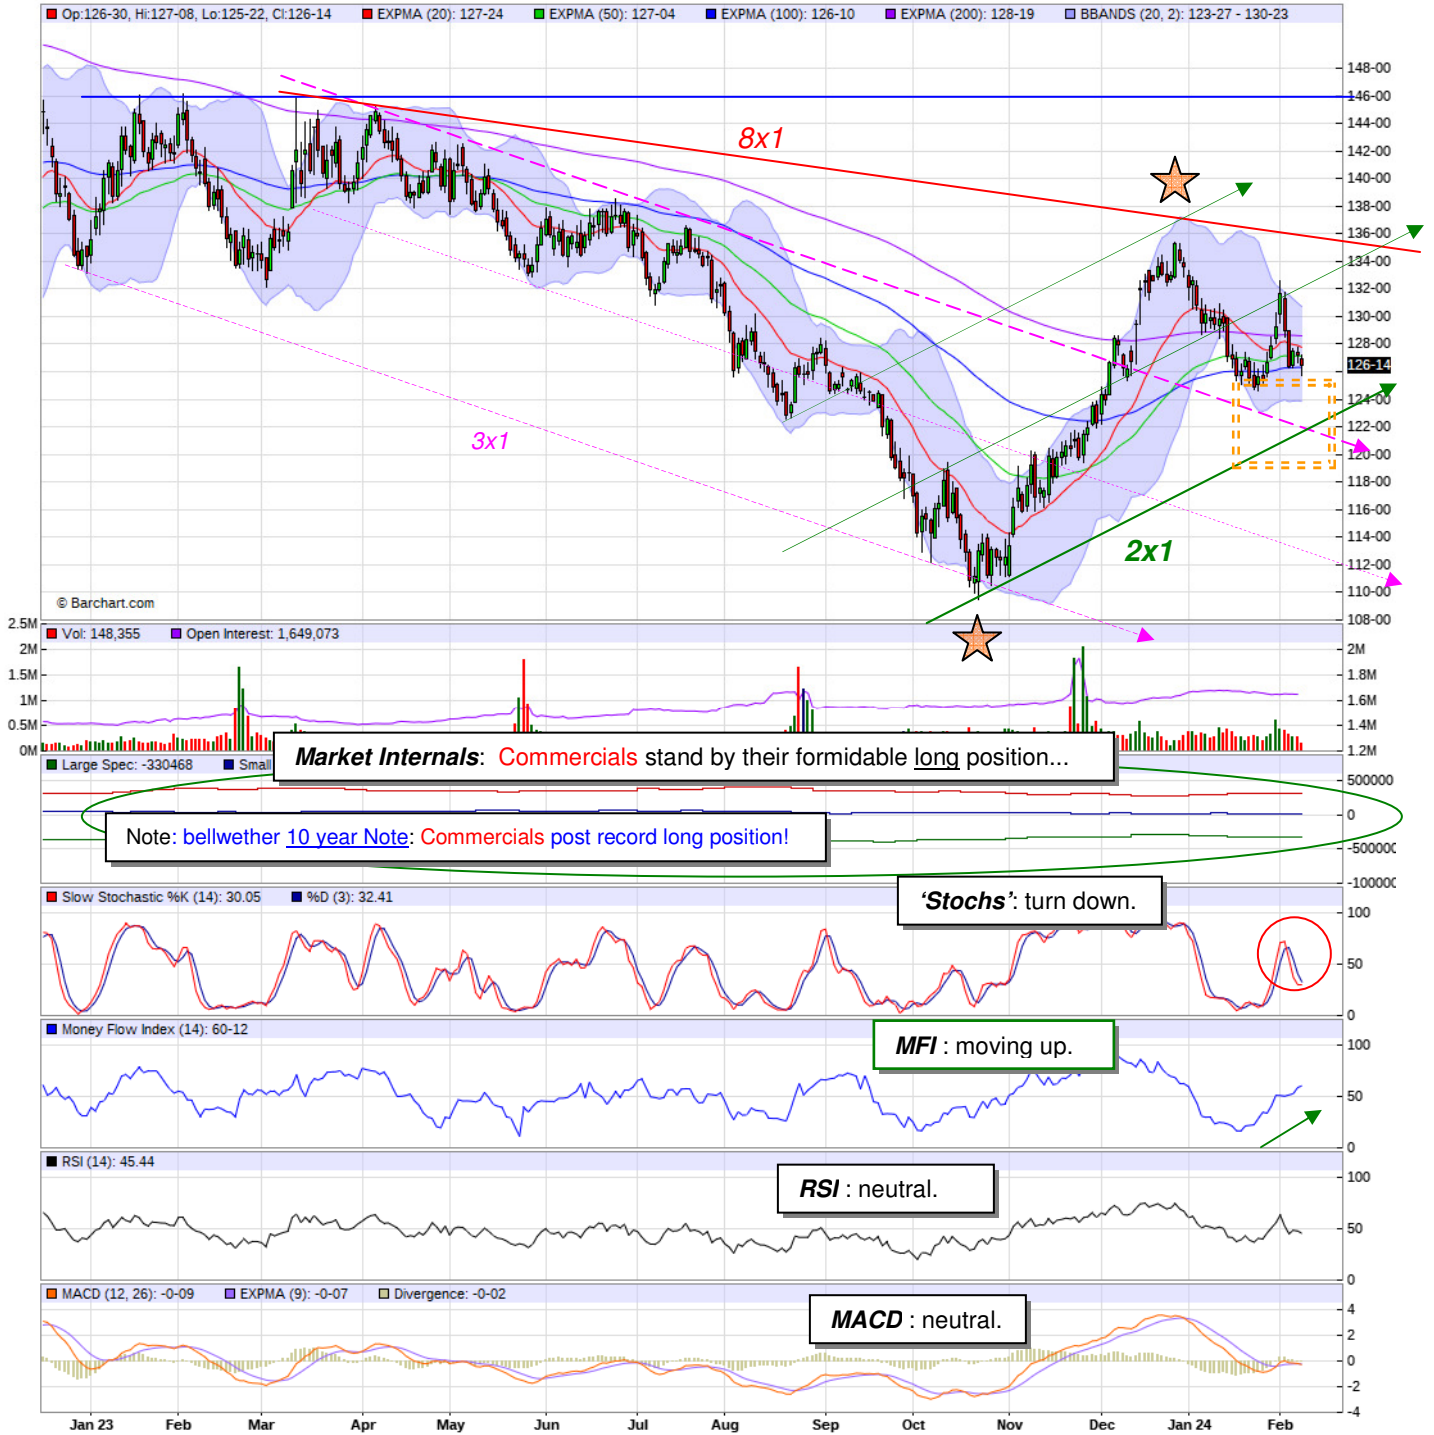 Op:126-30, Hi:127-08, Lo:125-22, Cl:126-14 EXPMA (20): 127-24 EXPMA (50): 127-04 EXPMA (100): 126-10 EXPMA (200): 128-19 BBANDS (20, 2): 123-27 - 130-23
148-00
146-00
144-00
8x1
142-00
140-00
138-00
136-00
134-00
132-00
130-00
128-00
126-14
124-00
122-00
3x1
120-00
118-00
116-00
114-00
2x1
112-00
110-00
© Barchart.com
108-00
2.5M
Vol: 148,355 Open Interest: 1,649,073
2M 2M
1.5M 1.8M
1M 1.6M
0.5M 1.4M
0M 1.2M
Market Internals: Commercials stand by their formidable long position...
Large Spec: -330468 Small
500000
0
Note: bellwether 10 year Note: Commercials post record long position!
-500000
-100000
Slow Stochastic %K (14): 30.05 %D (3): 32.41
'Stochs': turn down.
100
50
0
Money Flow Index (14): 60-12
MFI : moving up.
100
50
0
RSI (14): 45.44
100
RSI : neutral.
50
0
MACD (12, 26): -0-09 EXPMA (9): -0-07 Divergence: -0-02
MACD : neutral.
4
2
0
-2
-4
Jan 23 Feb Mar Apr May Jun Jul Aug Sep Oct Nov Dec Jan 24 Feb